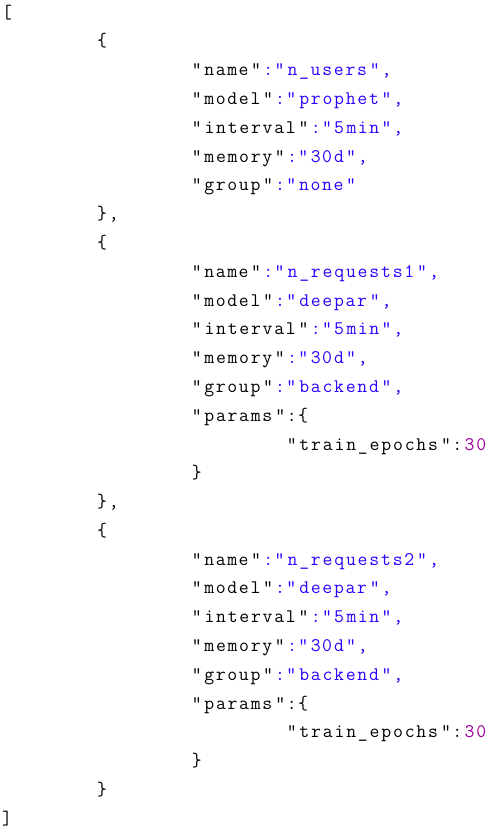 [
	{
		"name":"n_users",
		"model":"prophet",
		"interval":"5min",
		"memory":"30d",
		"group":"none"
	},
	{
		"name":"n_requests1",
		"model":"deepar",
		"interval":"5min",
		"memory":"30d",
		"group":"backend",
		"params":{
			"train_epochs":30
		}
	},
	{
		"name":"n_requests2",
		"model":"deepar",
		"interval":"5min",
		"memory":"30d",
		"group":"backend",
		"params":{
			"train_epochs":30
		}
	}
]